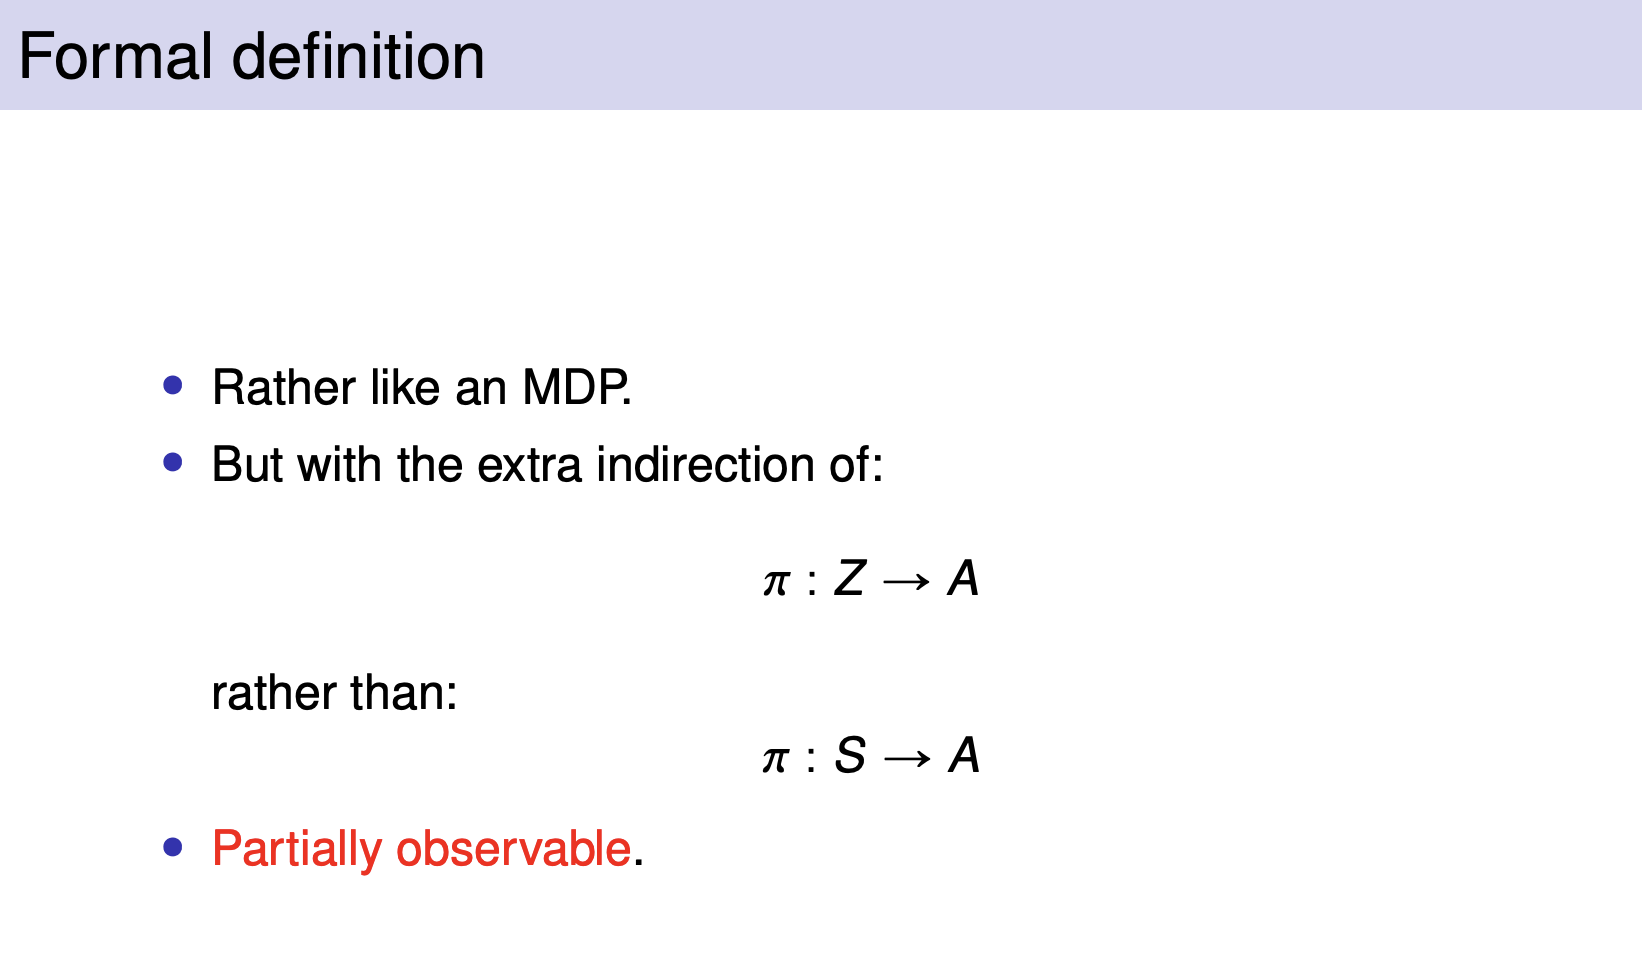 Formal definition
• Rather like an MDP.
• But with the extra indirection of:
π : Z → A
rather than:
π : S → A
• Partially observable.